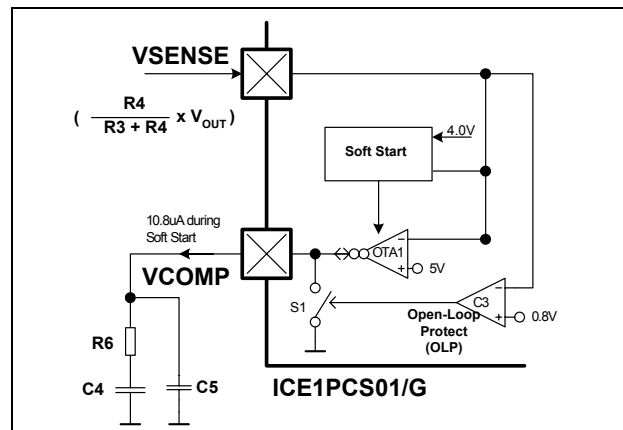 VSENSE
( R4
R3 + R4 x VOUT )
4.0V
Soft Start
10.8uA during
Soft Start
OTA1
−
+
5V
VCOMP
S1
C3
−
+
0.8V
Open-Loop
Protect
(OLP)
R6
C4
C5
ICE1PCS01/G